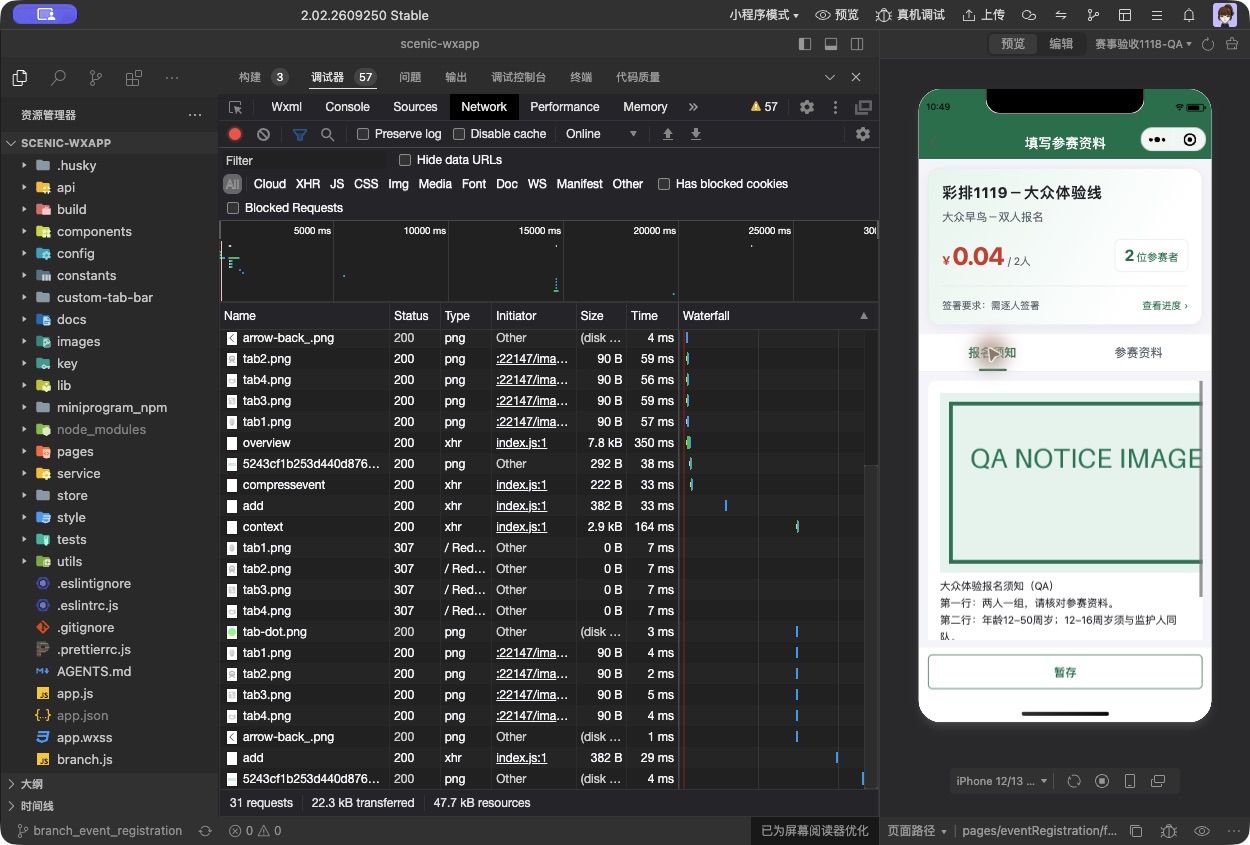 2.02.2609250 Stable
小程序模式
预览
真机调试
上传
scenic-wxapp
预览
编辑
赛事验收1118-QA
构建 3
调试器 57
问题
输出
调试控制台
终端
代码质量
资源管理器
SCENIC-WXAPP
.husky
api
build
components
config
constants
custom-tab-bar
docs
images
key
lib
miniprogram_npm
node_modules
pages
service
store
style
tests
utils
.eslintignore
.eslintrc.js
.gitignore
.prettierrc.js
AGENTS.md
app.js
app.json
app.wxss
branch.js
大纲
时间线
Wxml Console Sources Network Performance Memory » 57
Preserve log Disable cache Online
Filter Hide data URLs
All Cloud XHR JS CSS Img Media Font Doc WS Manifest Other Has blocked cookies
Blocked Requests
5000 ms 10000 ms 15000 ms 20000 ms 25000 ms
Name Status Type Initiator Size Time Waterfall
arrow-back_.png 200 png Other (disk ... 4 ms
tab2.png 200 png :22147/ima... 90 B 59 ms
tab4.png 200 png :22147/ima... 90 B 56 ms
tab3.png 200 png :22147/ima... 90 B 59 ms
tab1.png 200 png :22147/ima... 90 B 57 ms
overview 200 xhr index.js:1 7.8 kB 350 ms
5243cf1b253d440d876... 200 png Other 292 B 38 ms
compressevent 200 xhr index.js:1 222 B 33 ms
add 200 xhr index.js:1 382 B 33 ms
context 200 xhr index.js:1 2.9 kB 164 ms
tab1.png 307 / Red... Other 0 B 7 ms
tab2.png 307 / Red... Other 0 B 7 ms
tab3.png 307 / Red... Other 0 B 7 ms
tab4.png 307 / Red... Other 0 B 7 ms
tab-dot.png 200 png Other (disk ... 3 ms
tab1.png 200 png :22147/ima... 90 B 4 ms
tab2.png 200 png :22147/ima... 90 B 2 ms
tab3.png 200 png :22147/ima... 90 B 5 ms
tab4.png 200 png :22147/ima... 90 B 4 ms
arrow-back_.png 200 png Other (disk ... 1 ms
add 200 xhr index.js:1 382 B 29 ms
5243cf1b253d440d876... 200 png Other (disk ... 4 ms
31 requests 22.3 kB transferred 47.7 kB resources
10:49
填写参赛资料
彩排1119－大众体验线
大众早鸟－双人报名
¥0.04 / 2人
2 位参赛者
签署要求：需逐人签署
查看进度 ›
报名须知
参赛资料
QA NOTICE IMAGE
大众体验报名须知（QA）
第一行：两人一组，请核对参赛资料。
第二行：年龄12–50周岁；12–16周岁须与监护人同
队。
暂存
iPhone 12/13 ...
branch_event_registration 0 0
已为屏幕阅读器优化
页面路径
pages/eventRegistration/f...